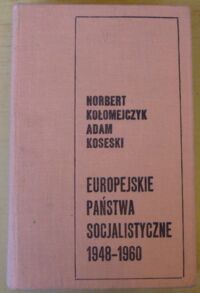 NORBERT
KOŁOMEJCZYK
ADAM
KOSESKI
EUROPEJSKIE
PAŃSTWA
SOCJALISTYCZNE
1948-1960